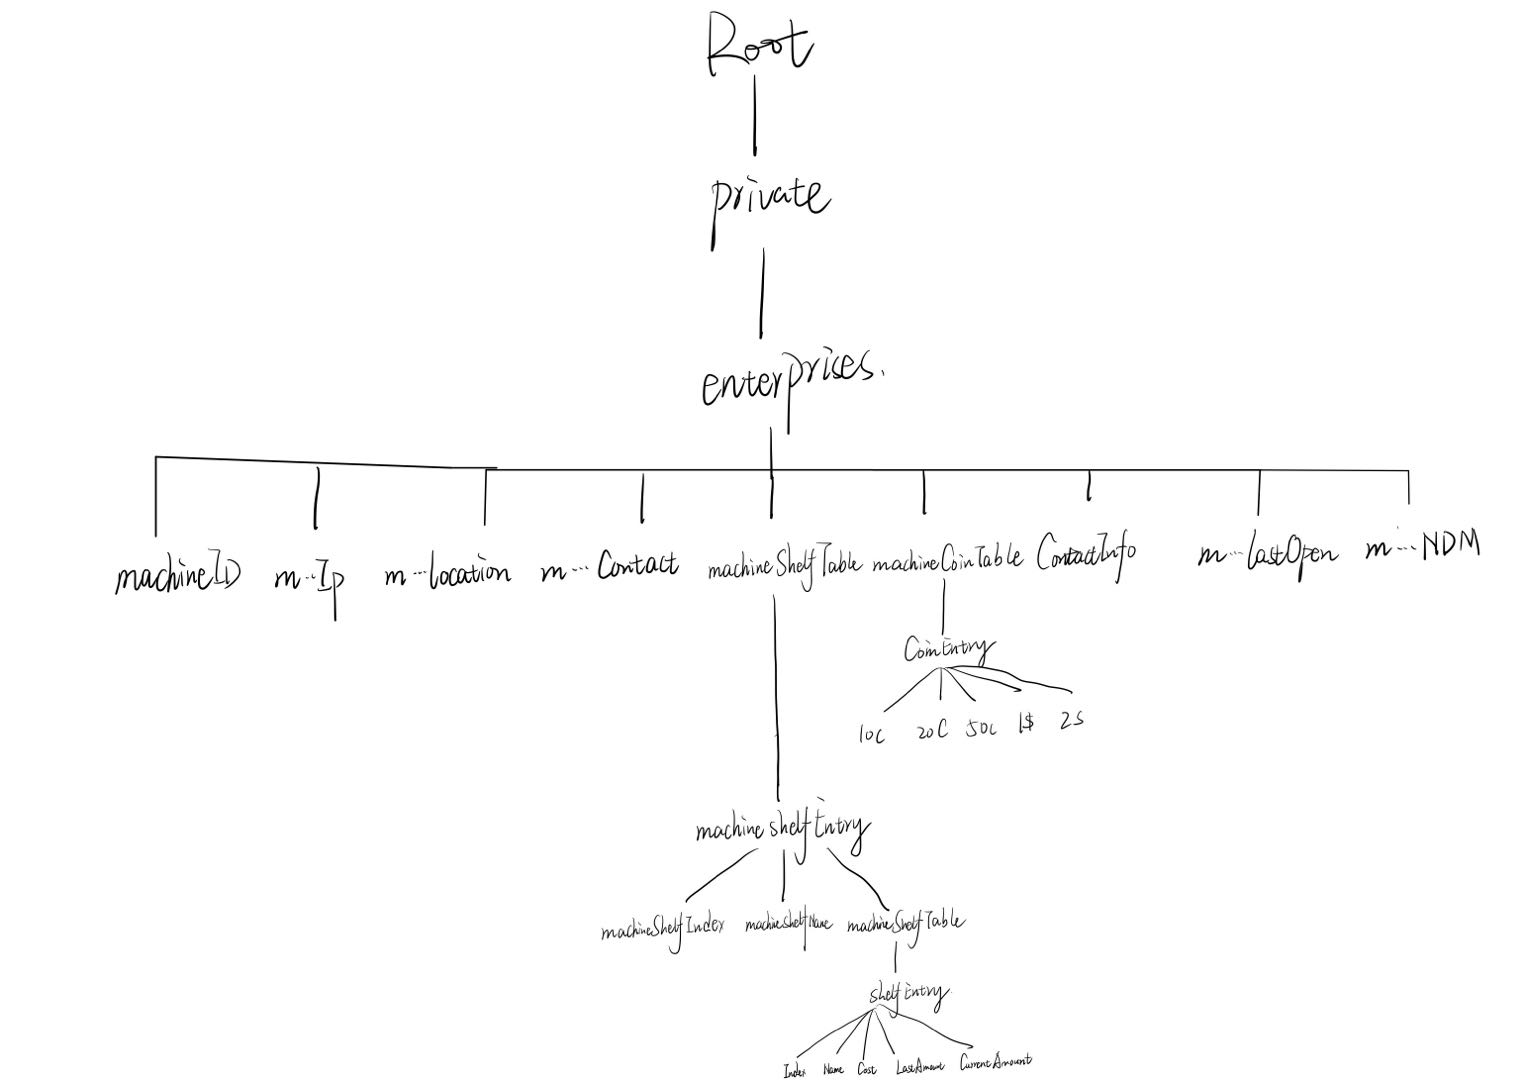 Root
private
enterprises.
machineID m...Ip m...location m...Contact machineShelfTable machineCoinTable ContactInfo m...lastOpen m...NDM
CoinEntry
10c 20C 50c 1$ 2s
machineshelfEntry
machineShelfIndex machineshelfName machineShelfTable
shelfEntry.
Index Name Cost LastAmount CurrentAmount